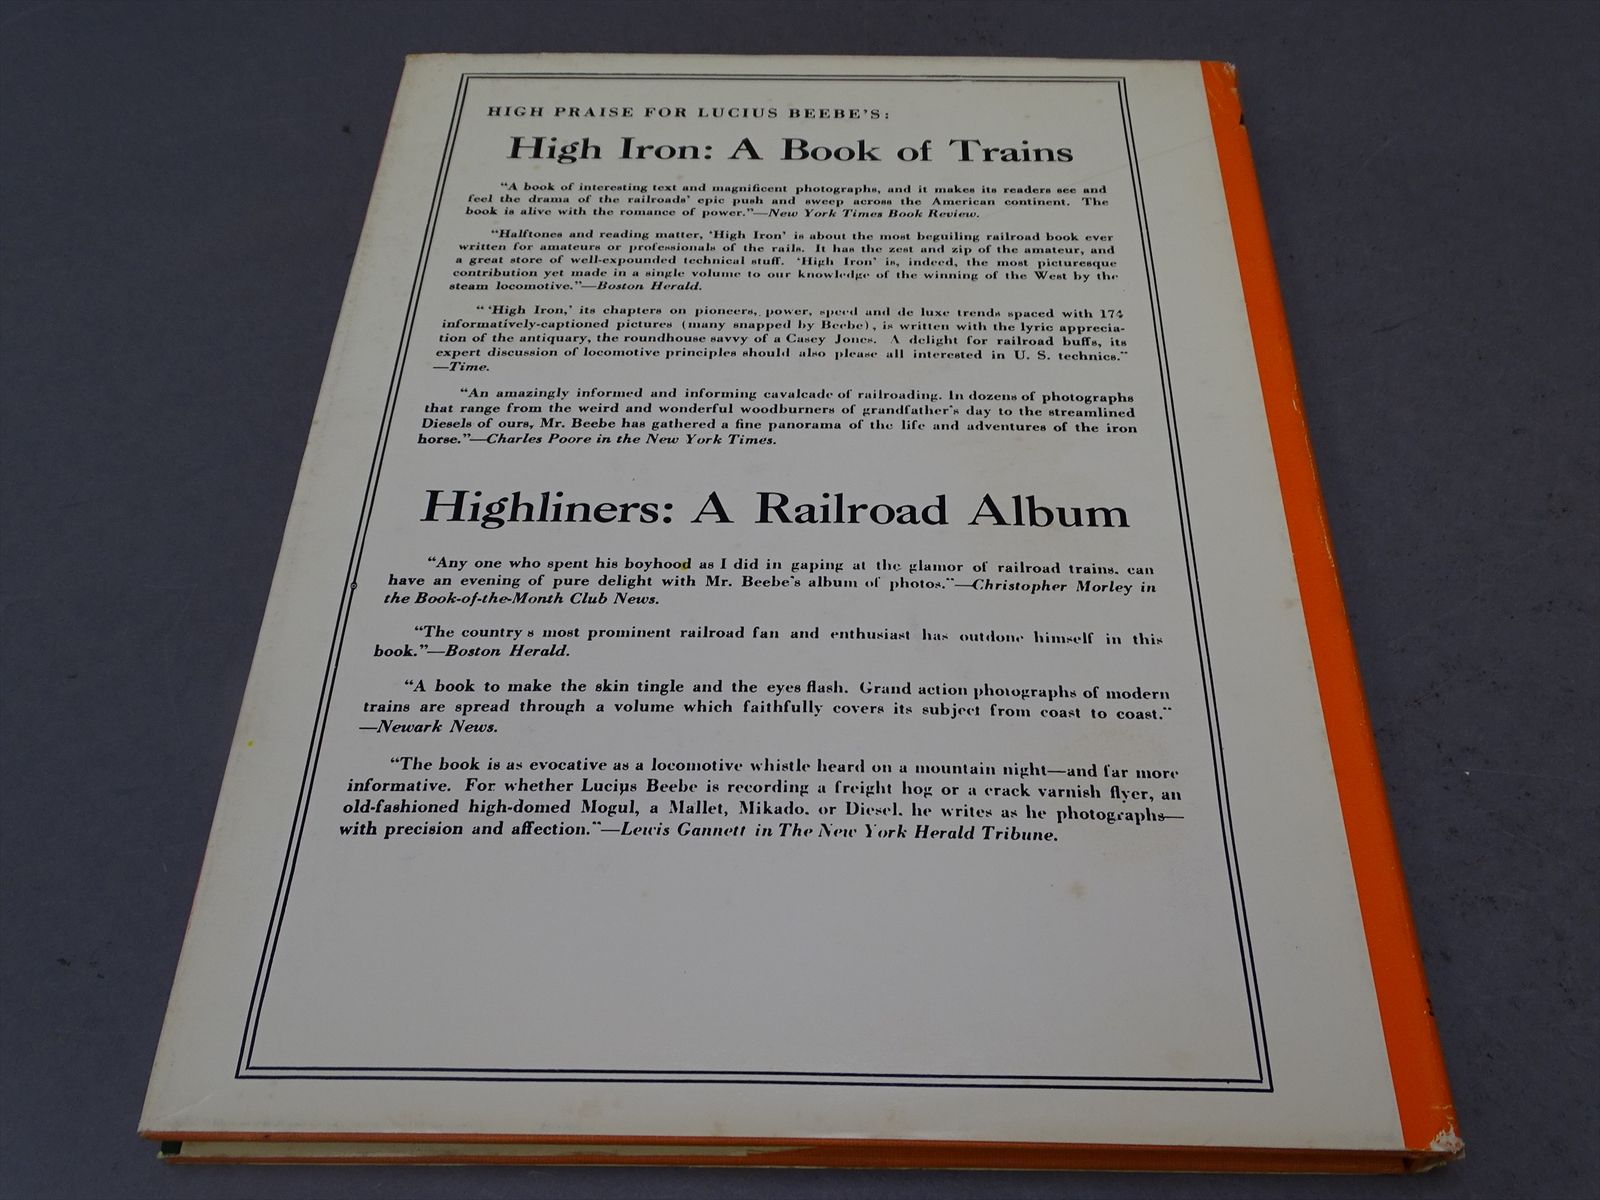 HIGH PRAISE FOR LUCIUS BEEBE'S:
High Iron: A Book of Trains
"A book of interesting text and magnificent photographs, and it makes its readers see and
feel the drama of the railroads' epic push and sweep across the American continent. The
book is alive with the romance of power."—New York Times Book Review.
"Halftones and reading matter, 'High Iron' is about the most beguiling railroad book ever
written for amateurs or professionals of the rails. It has the zest and zip of the amateur, and
a great store of well-expounded technical stuff. 'High Iron' is, indeed, the most picturesque
contribution yet made in a single volume to our knowledge of the winning of the West by the
steam locomotive."—Boston Herald.
" 'High Iron,' its chapters on pioneers, power, speed and de luxe trends spaced with 174
informatively-captioned pictures (many snapped by Beebe), is written with the lyric apprecia-
tion of the antiquary, the roundhouse savvy of a Casey Jones. A delight for railroad buffs, its
expert discussion of locomotive principles should also please all interested in U. S. technics."
—Time.
"An amazingly informed and informing cavalcade of railroading. In dozens of photographs
that range from the weird and wonderful woodburners of grandfather's day to the streamlined
Diesels of ours, Mr. Beebe has gathered a fine panorama of the life and adventures of the iron
horse."—Charles Poore in the New York Times.
Highliners: A Railroad Album
"Any one who spent his boyhood as I did in gaping at the glamor of railroad trains, can
have an evening of pure delight with Mr. Beebe's album of photos."—Christopher Morley in
the Book-of-the-Month Club News.
"The country s most prominent railroad fan and enthusiast has outdone himself in this
book."—Boston Herald.
"A book to make the skin tingle and the eyes flash. Grand action photographs of modern
trains are spread through a volume which faithfully covers its subject from coast to coast."
—Newark News.
"The book is as evocative as a locomotive whistle heard on a mountain night—and far more
informative. For whether Lucius Beebe is recording a freight hog or a crack varnish flyer, an
old-fashioned high-domed Mogul, a Mallet, Mikado, or Diesel, he writes as he photographs—
with precision and affection."—Lewis Gannett in The New York Herald Tribune.